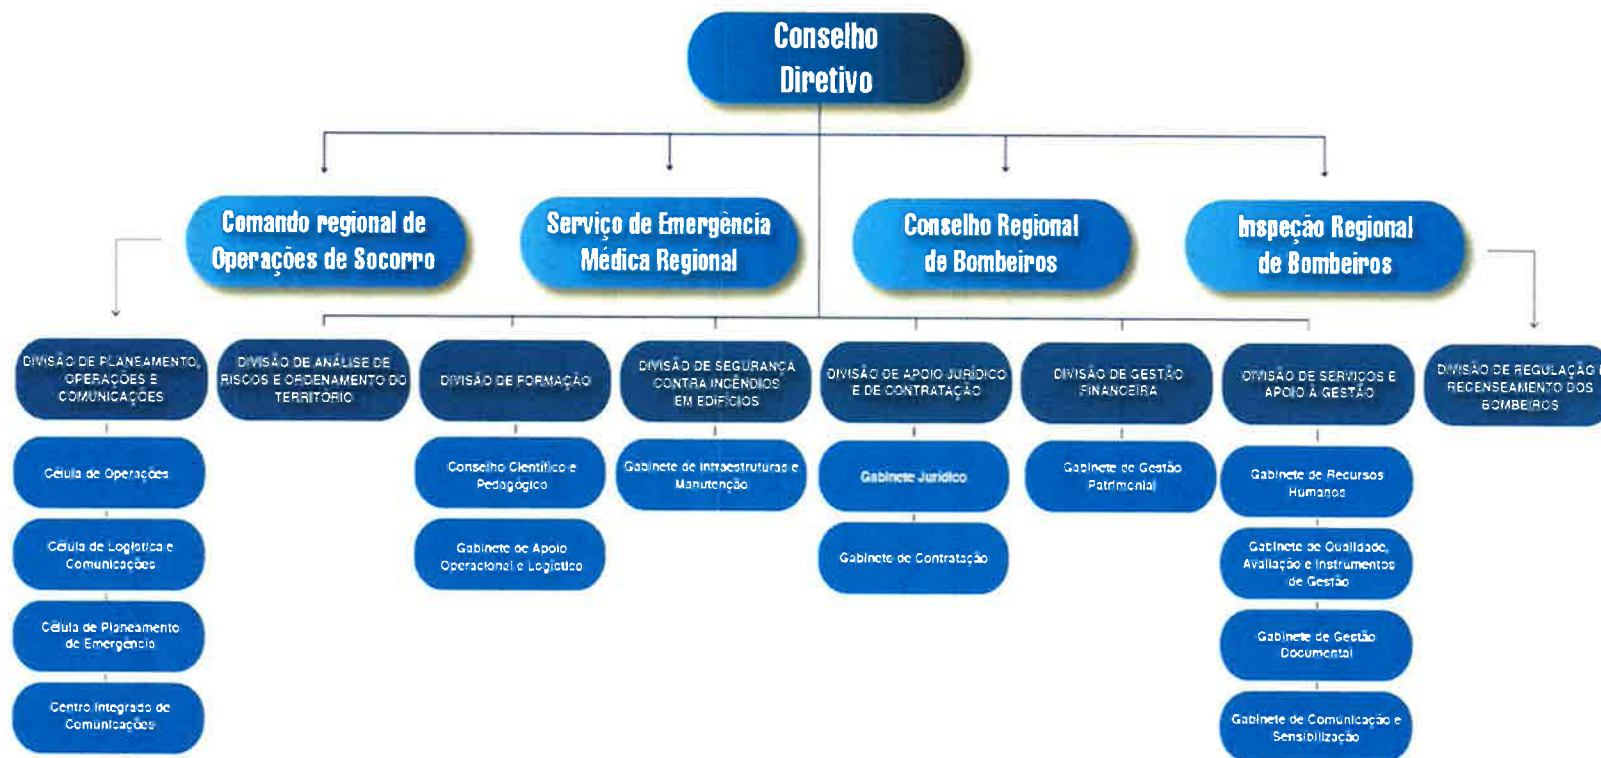 Conselho
Diretivo
Comando regional de
Operações de Socorro
Serviço de Emergência
Médica Regional
Conselho Regional
de Bombeiros
Inspeção Regional
de Bombeiros
DIVISÃO DE PLANEAMENTO,
OPERAÇÕES E
COMUNICAÇÕES
DIVISÃO DE ANÁLISE DE
RISCOS E ORDENAMENTO DO
TERRITÓRIO
DIVISÃO DE FORMAÇÃO
DIVISÃO DE SEGURANÇA
CONTRA INCÊNDIOS
EM EDIFÍCIOS
DIVISÃO DE APOIO JURÍDICO
E DE CONTRATAÇÃO
DIVISÃO DE GESTÃO
FINANCEIRA
DIVISÃO DE SERVIÇOS E
APOIO À GESTÃO
DIVISÃO DE REGULAÇÃO E
RECENSEAMENTO DOS
BOMBEIROS
Célula de Operações
Célula de Logística e
Comunicações
Célula de Planeamento
de Emergência
Centro Integrado de
Comunicações
Conselho Científico e
Pedagógico
Gabinete de Apoio
Operacional e Logístico
Gabinete de Infraestruturas e
Manutenção
Gabinete Jurídico
Gabinete de Contratação
Gabinete de Gestão
Patrimonial
Gabinete de Recursos
Humanos
Gabinete de Qualidade,
Avaliação e Instrumentos
de Gestão
Gabinete de Gestão
Documental
Gabinete de Comunicação e
Sensibilização